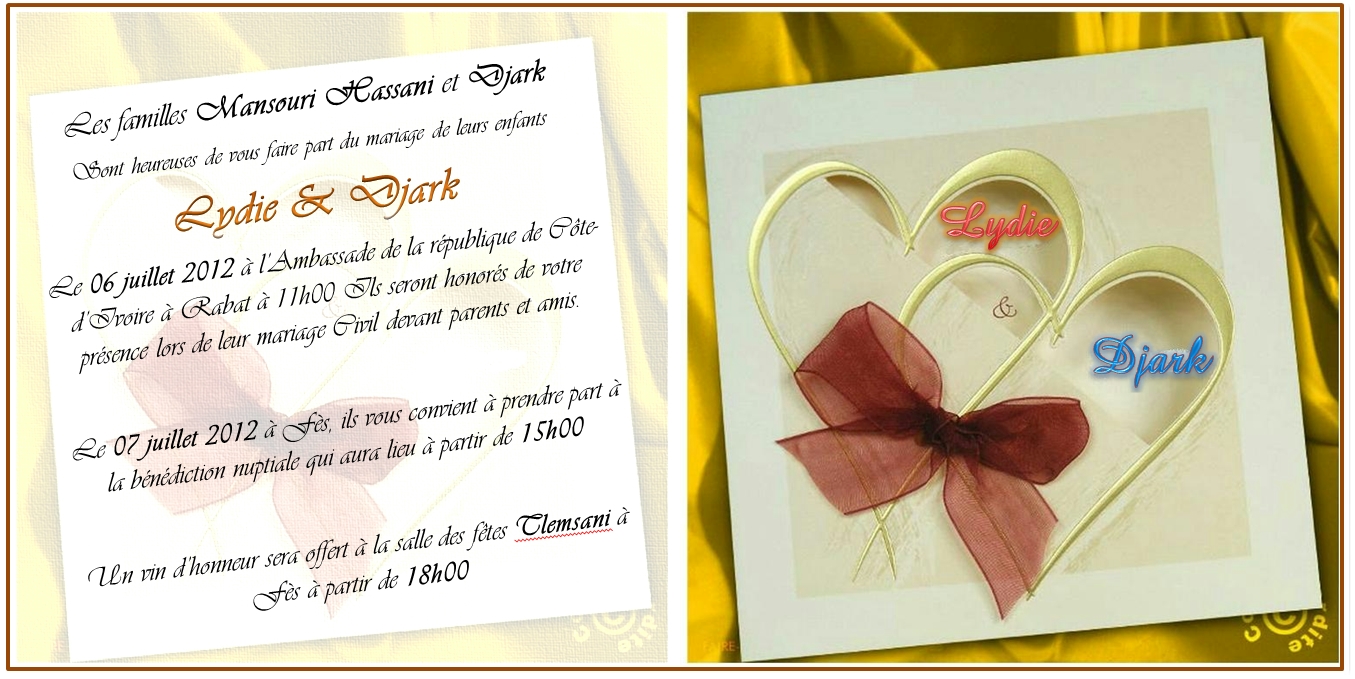 Les familles Mansouri Hassani et Djark
Sont heureuses de vous faire part du mariage de leurs enfants
Lydie & Djark
Le 06 juillet 2012 à l'Ambassade de la république de Côte-
d'Ivoire à Rabat à 11h00 Ils seront honorés de votre
présence lors de leur mariage Civil devant parents et amis.
Le 07 juillet 2012 à Fès, ils vous convient à prendre part à
la bénédiction nuptiale qui aura lieu à partir de 15h00
Un vin d'honneur sera offert à la salle des fêtes Tlemsani à
Fès à partir de 18h00
Lydie
&
Djark